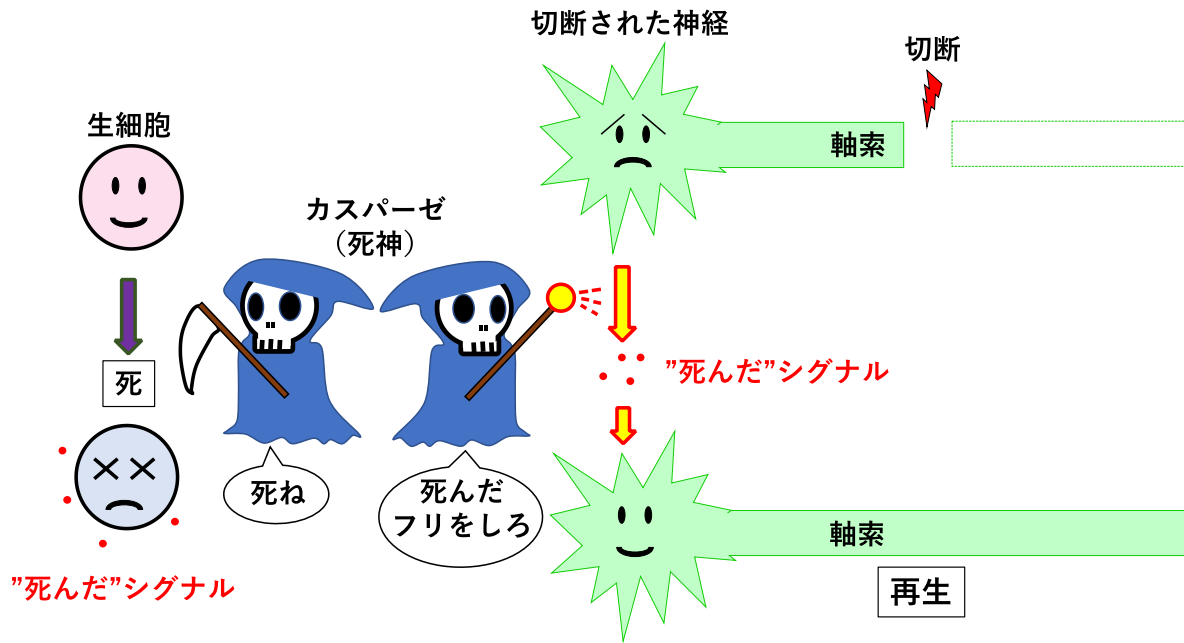 切断された神経
切断
生細胞
軸索
カスパーゼ
（死神）
死
”死んだ”シグナル
死ね
死んだ
フリをしろ
軸索
”死んだ”シグナル
再生